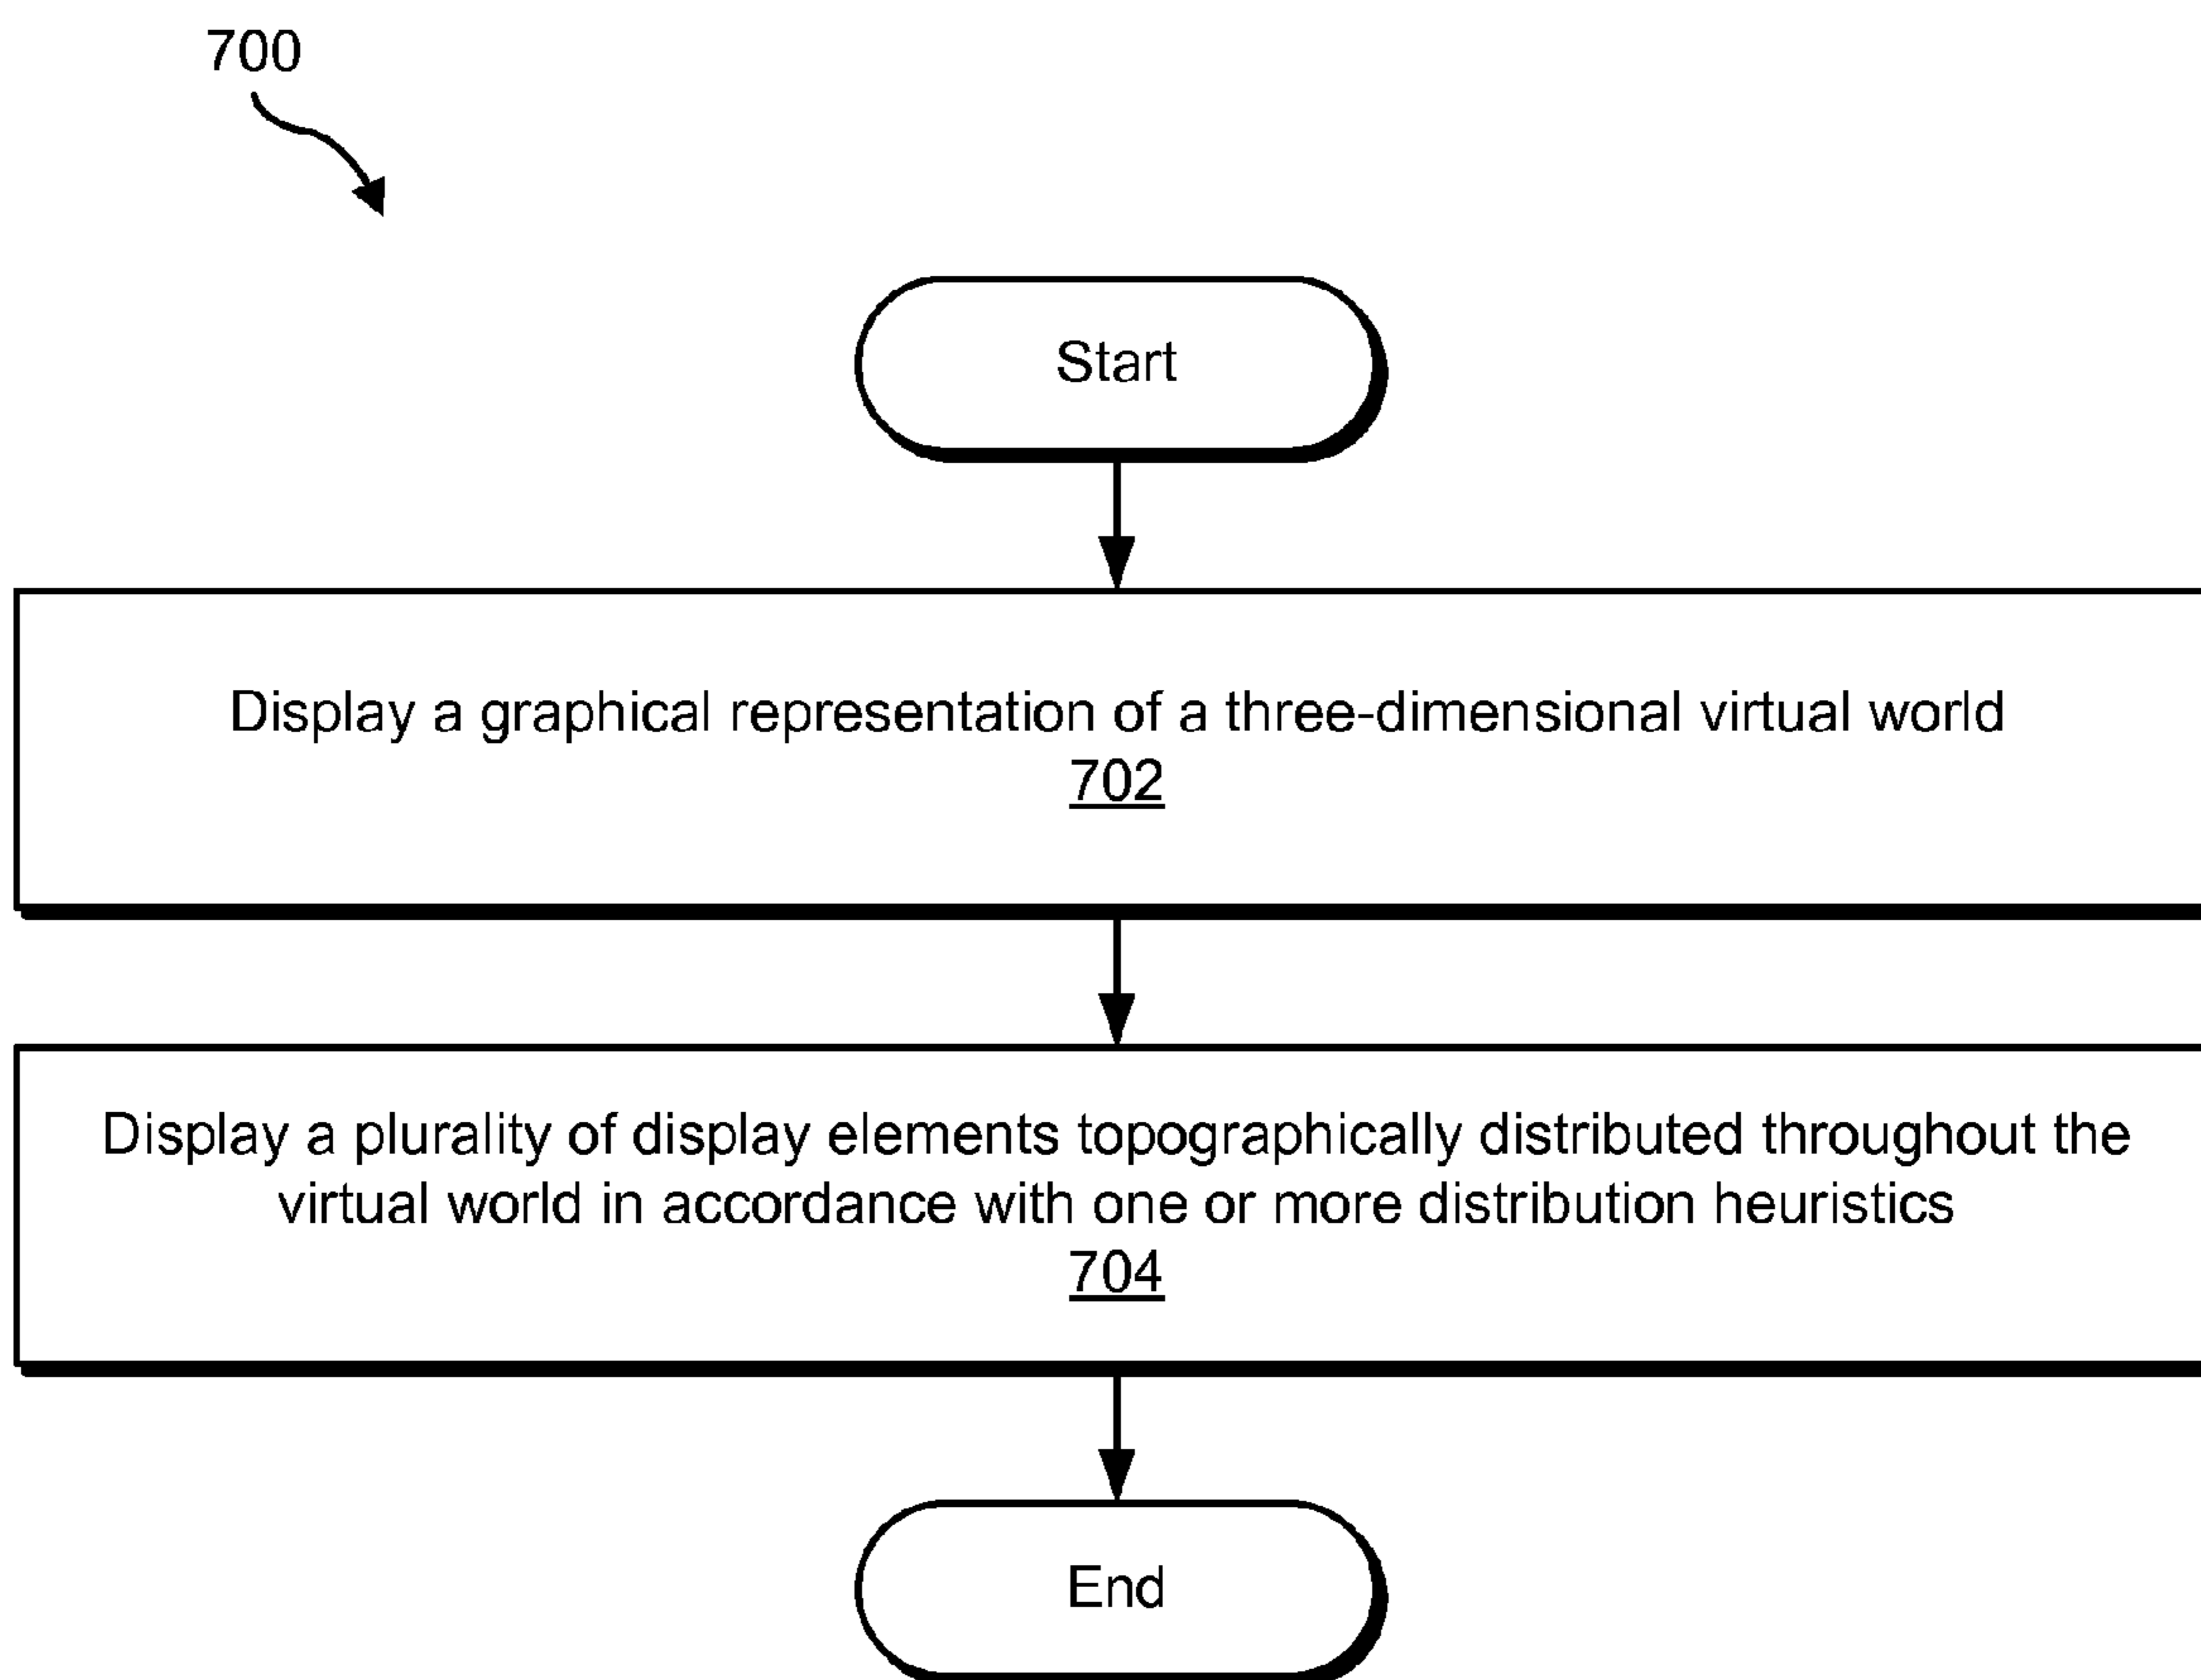 700
Start
Display a graphical representation of a three-dimensional virtual world
702
Display a plurality of display elements topographically distributed throughout the
virtual world in accordance with one or more distribution heuristics
704
End